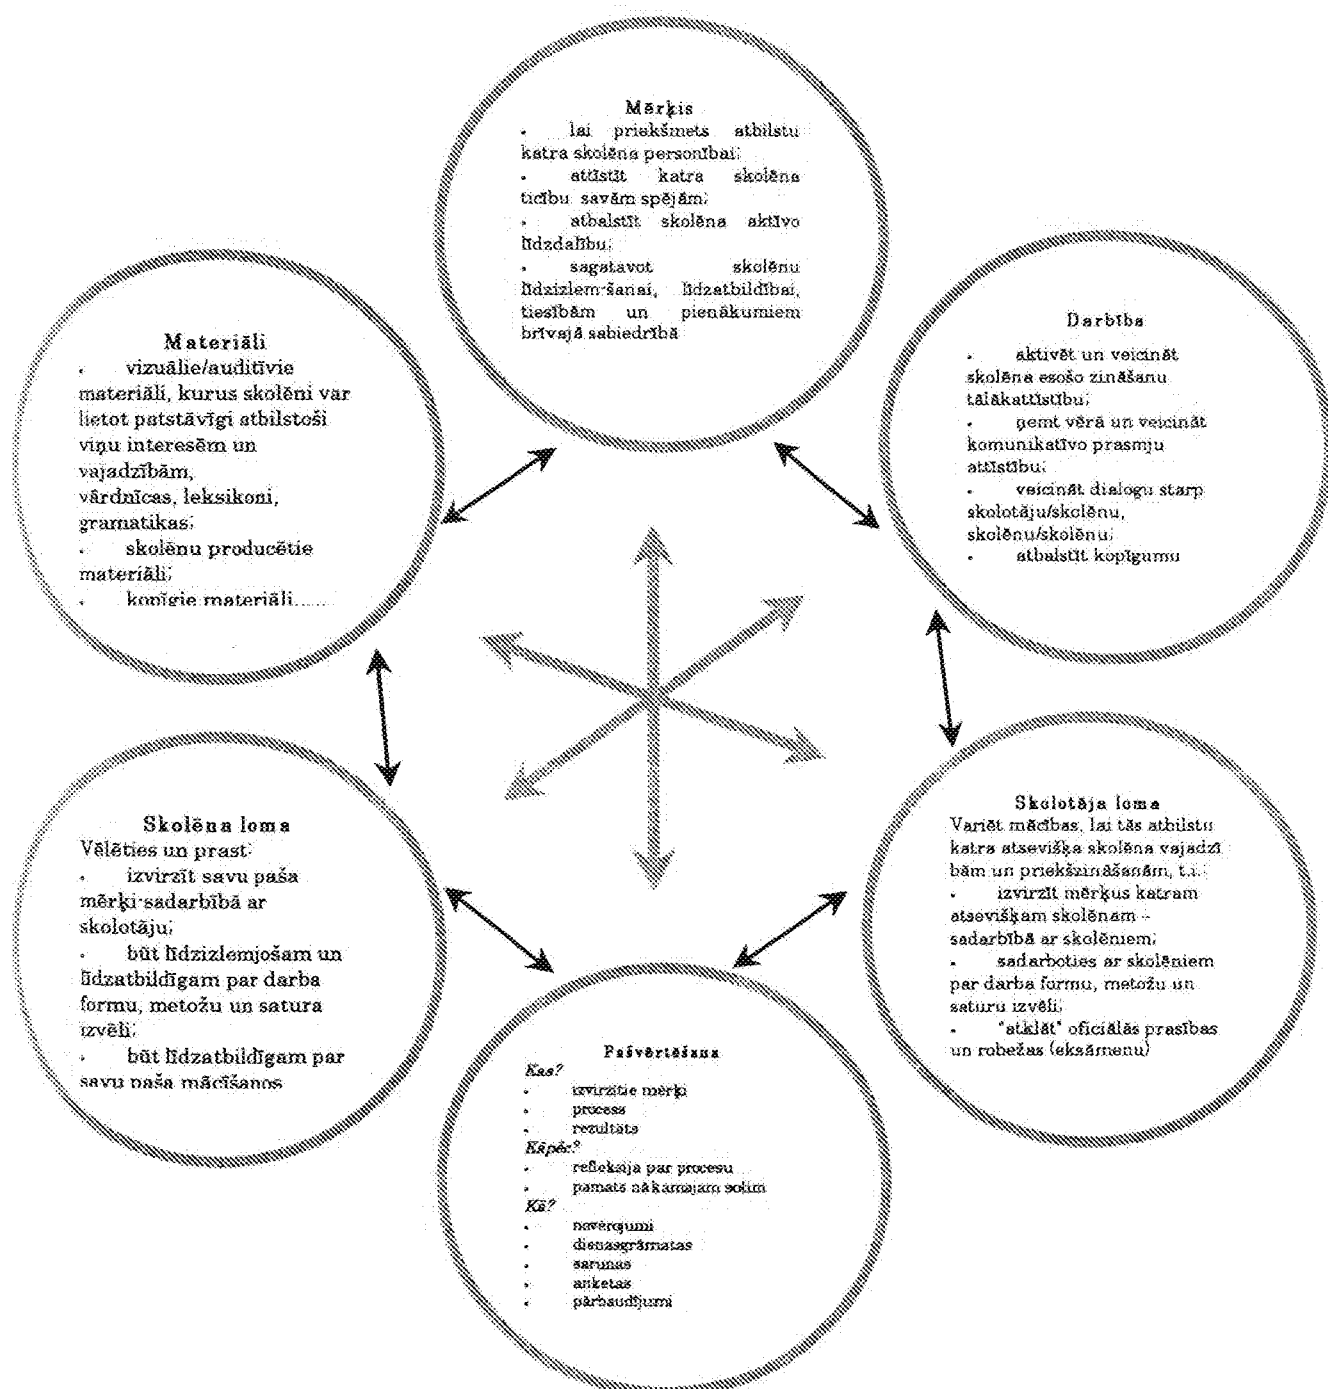 Mērķis
• lai priekšmets atbilstu
katra skolēna personībai;
• attīstīt katra skolēna
ticību savām spējām;
• atbalstīt skolēna aktīvo
līdzdalību;
• sagatavot skolēnu
līdzizlem-šanai, līdzatbildībai,
tiesībām un pienākumiem
brīvajā sabiedrībā
Darbība
• aktivēt un veicināt
skolēna esošo zināšanu
tālākattīstību;
• ņemt vērā un veicināt
komunikatīvo prasmju
attīstību;
• veicināt dialogu starp
skolotāju/skolēnu,
skolēnu/skolēnu;
• atbalstīt kopīgumu
Materiāli
• vizuālie/auditīvie
materiāli, kurus skolēni var
lietot patstāvīgi atbilstoši
viņu interesēm un
vajadzībām,
vārdnīcas, leksikoni,
gramatikas;
• skolēnu producētie
materiāli;
• kopīgie materiāli......
Skolotāja loma
Variēt mācības, lai tās atbilstu
katra atsevišķa skolēna vajadzī
bām un priekšzināšanām, t.i.:
• izvirzīt mērķus katram
atsevišķam skolēnam –
sadarbībā ar skolēniem;
• sadarboties ar skolēniem
par darba formu, metožu un
saturu izvēli;
• "atklāt" oficiālās prasības
un robežas (eksāmenu)
Skolēna loma
Vēlēties un prast:
• izvirzīt savu paša
mērķi-sadarbībā ar
skolotāju;
• būt līdzizlemjošam un
līdzatbildīgam par darba
formu, metožu un satura
izvēli;
• būt līdzatbildīgam par
savu paša mācīšanos
Pašvērtēšana
Kas?
• izvirzītie mērķi
• process
• rezultāts
Kāpēc?
• refleksija par procesu
• pamats nākamajam solim
Kā?
• novērojumi
• dienasgrāmatas
• sarunas
• anketas
• pārbaudījumi